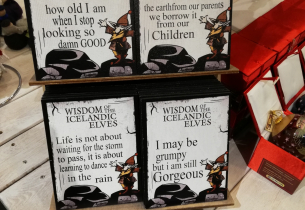 how old I am
when I stop
looking so
damn GOOD
the earthfrom our parents
we borrow it
from our
Children
WISDOM OF THE
ICELANDIC
ELVES
Life is not about
waiting for the storm
to pass, it is about
learning to dance
in the rain
WISDOM OF THE
ICELANDIC
ELVES
I may be
grumpy
but i am still
Gorgeous